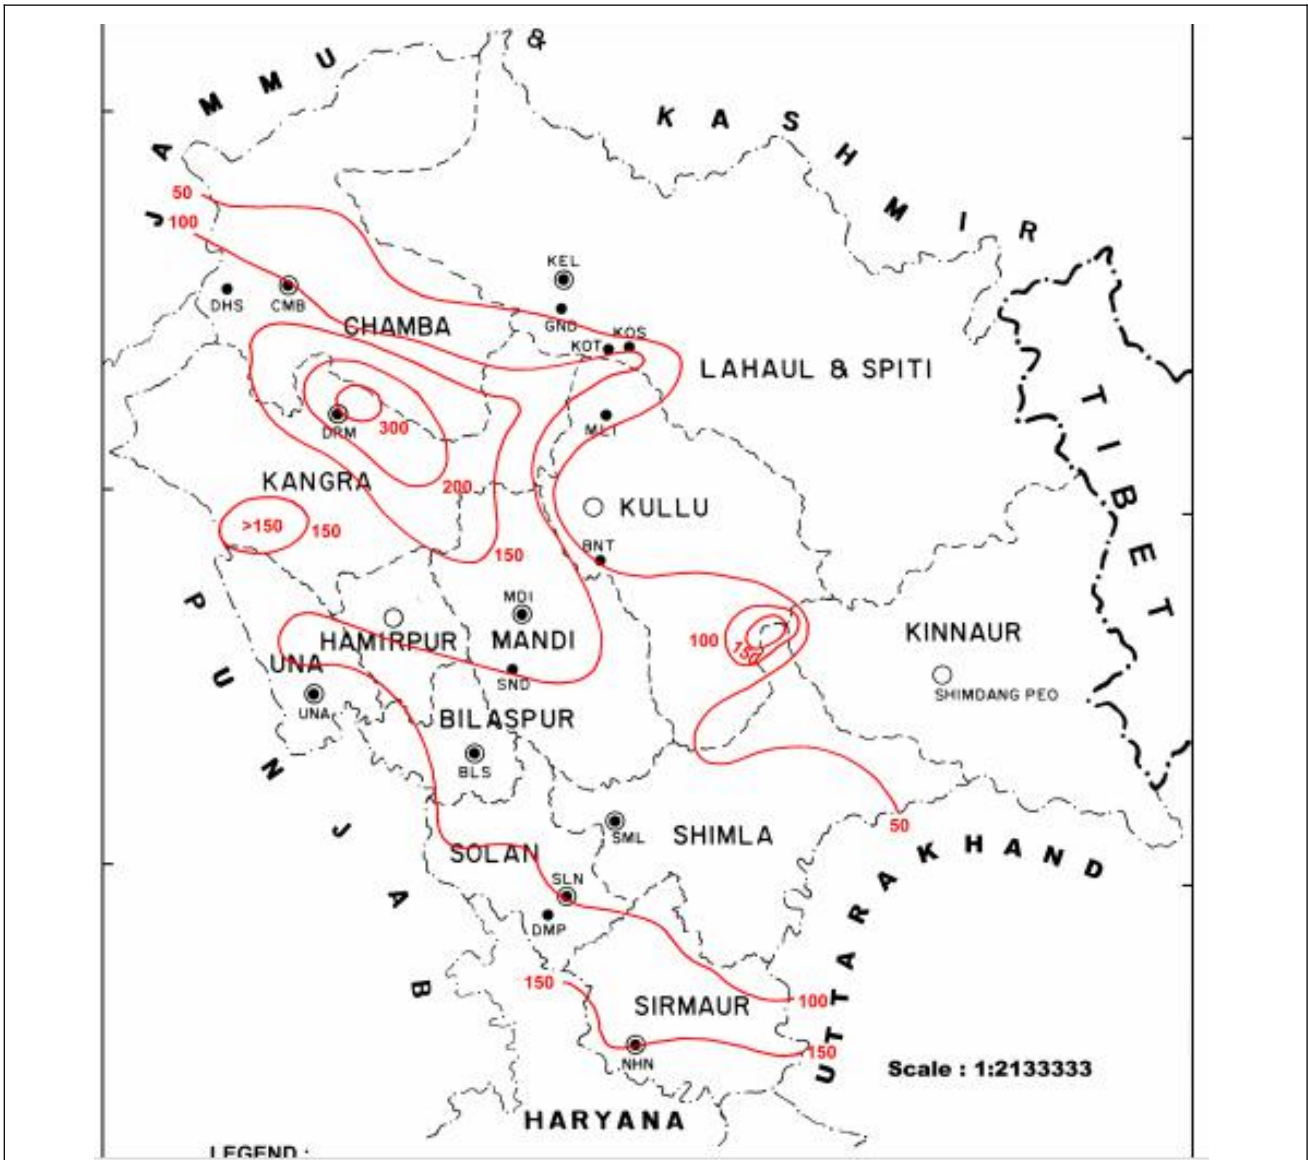 JAMMU & KASHMIR
50
100
KEL
DHS
CMB
GND
KOS
CHAMBA
KOT
LAHAUL & SPITI
TIBET
MLI
DRM
300
KANGRA
200
KULLU
>150
150
150
BNT
PUNJAB
MDI
HAMIRPUR
MANDI
100
150
KINNAUR
UNA
SND
SHIMDANG PEO
UNA
BILASPUR
BLS
50
SML
SHIMLA
SOLAN
UTTARAKHAND
SLN
DMP
150
SIRMAUR
100
150
NHN
Scale : 1:2133333
HARYANA
LEGEND :